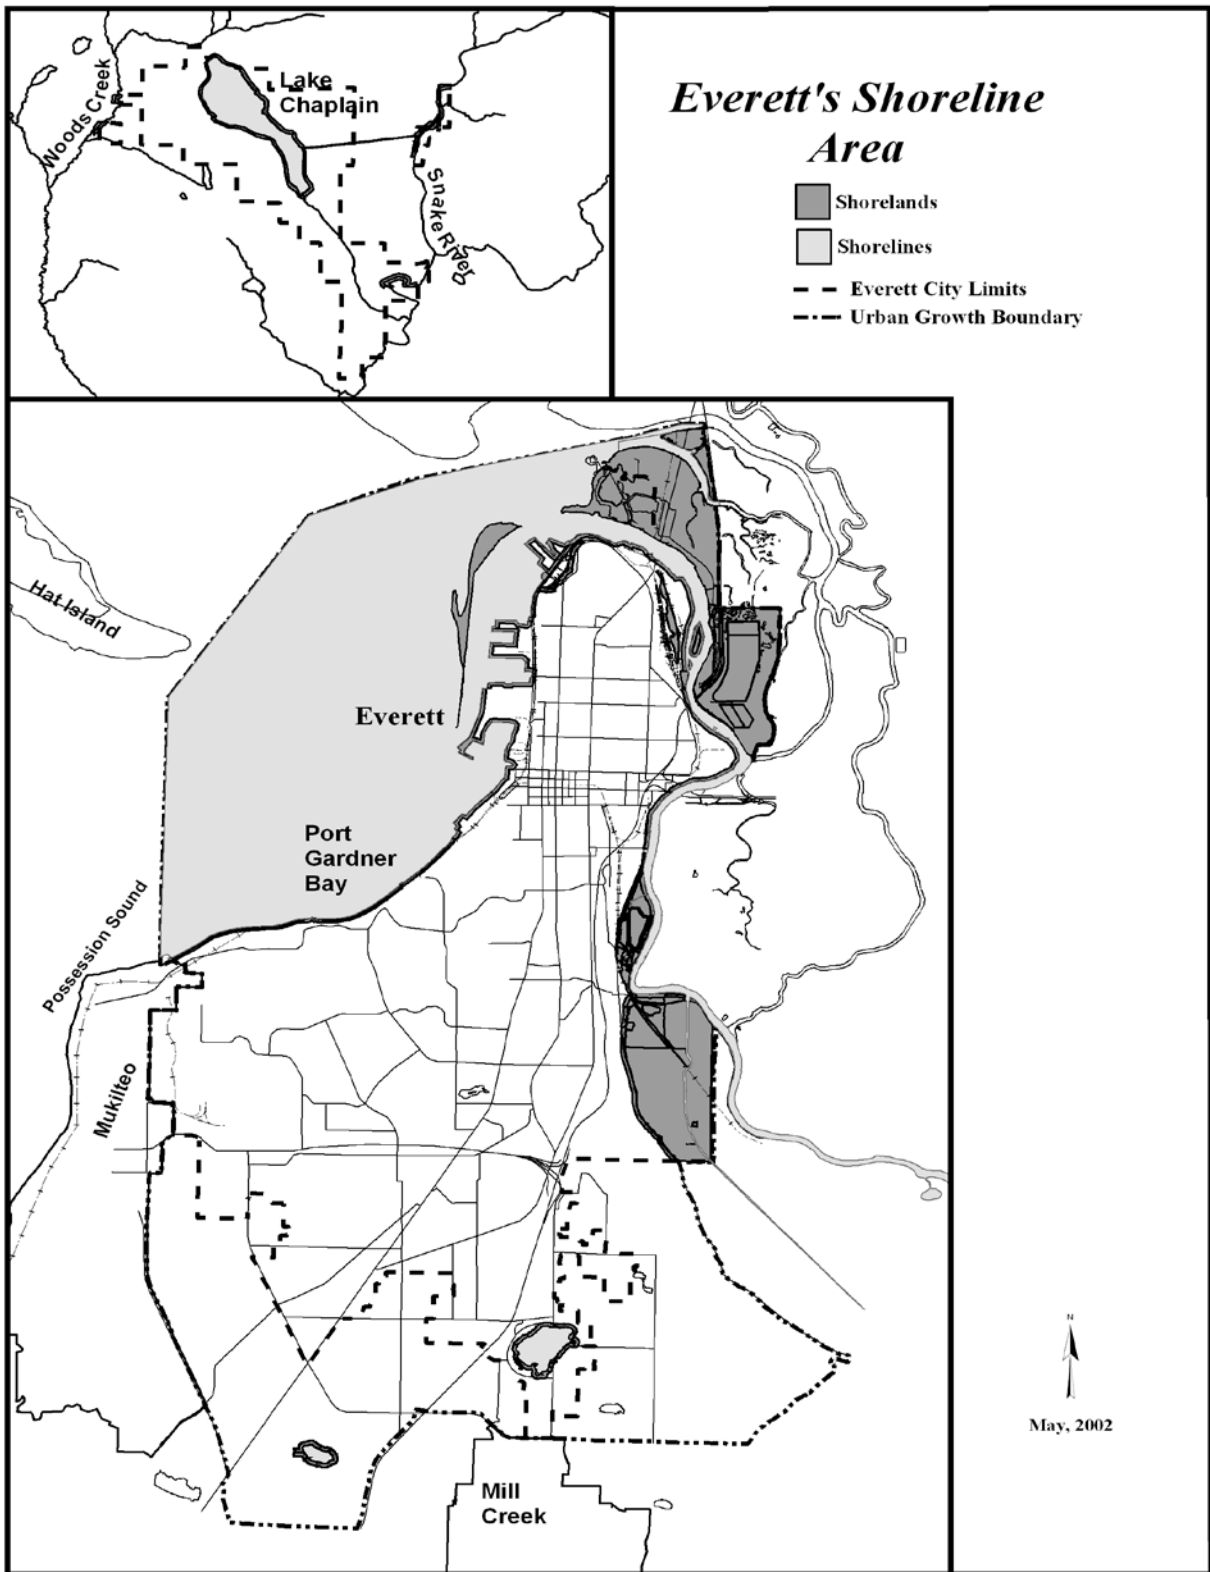 Everett's Shoreline
Area
Shorelands
Shorelines
Everett City Limits
Urban Growth Boundary
Woods Creek
Lake
Chaplain
Snake River
Hat Island
Everett
Port
Gardner
Bay
Possession Sound
Mukilteo
Mill
Creek
N
May, 2002